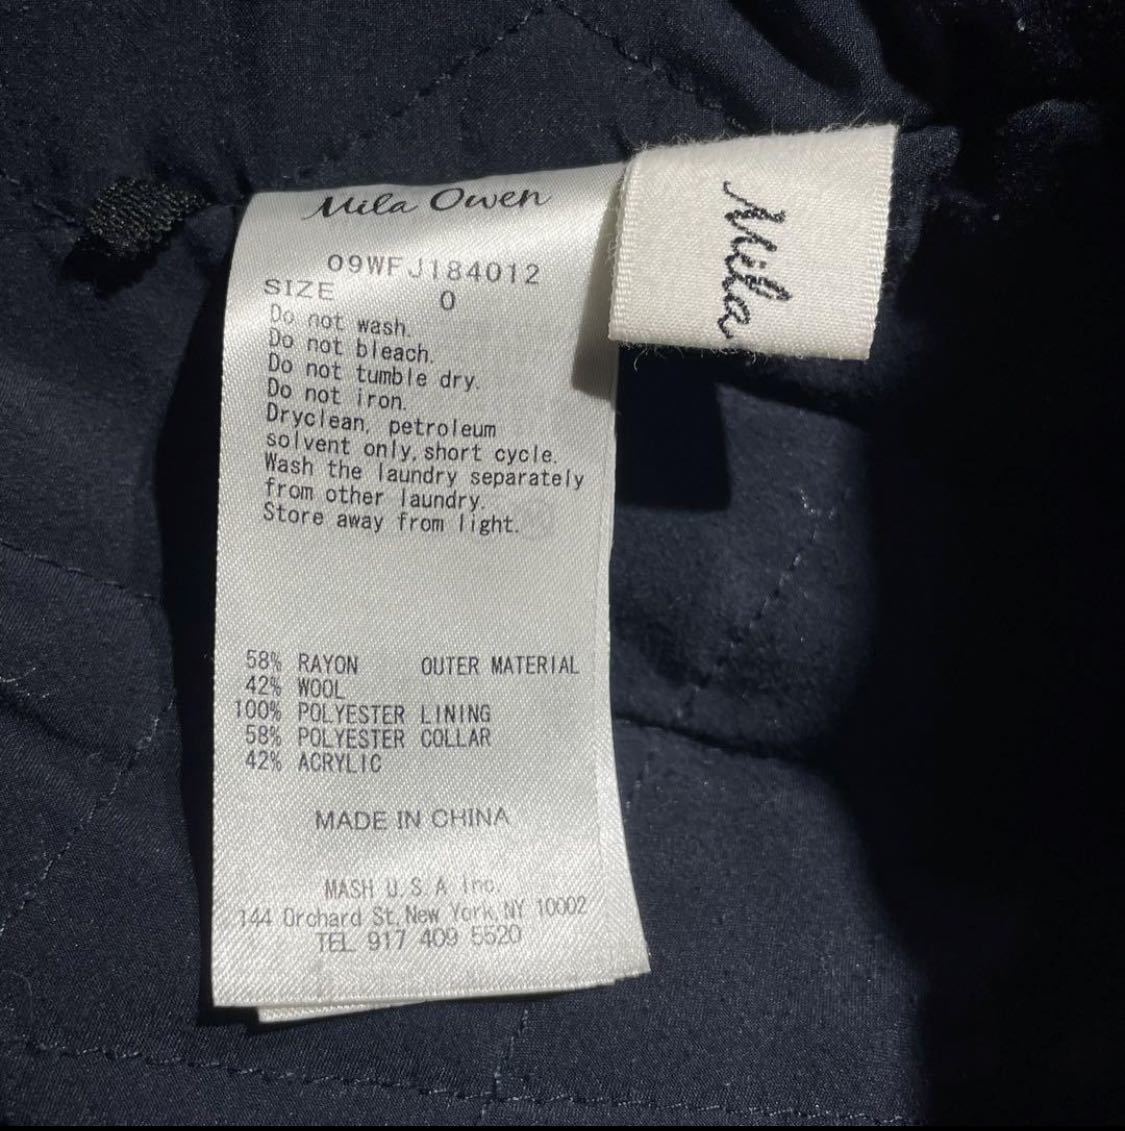 Mila Owen
09WFJ184012
SIZE 0
Do not wash.
Do not bleach.
Do not tumble dry.
Do not iron.
Dryclean, petroleum
solvent only, short cycle.
Wash the laundry separately
from other laundry.
Store away from light.
58% RAYON OUTER MATERIAL
42% WOOL
100% POLYESTER LINING
58% POLYESTER COLLAR
42% ACRYLIC
MADE IN CHINA
MASH U.S.A Inc.
144 Orchard St, New York, NY 10002
TEL 917 409 5520
Mila